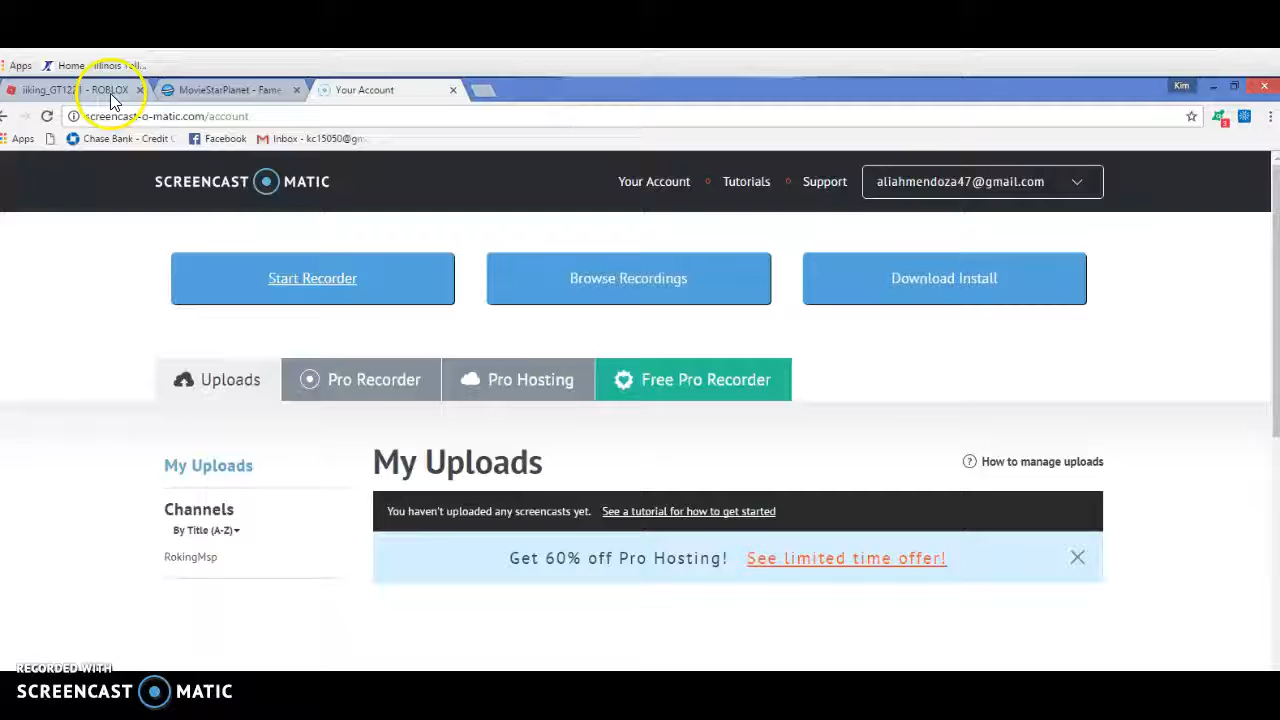 Apps Home Illinois Toll...
iiking_GT1221 - ROBLOX MovieStarPlanet - Fame Your Account Kim
screencast-o-matic.com/account
Apps Chase Bank - Credit C Facebook Inbox - kc15050@gm
SCREENCAST MATIC Your Account Tutorials Support aliahmendoza47@gmail.com
Start Recorder Browse Recordings Download Install
Uploads Pro Recorder Pro Hosting Free Pro Recorder
My Uploads My Uploads ? How to manage uploads
Channels You haven't uploaded any screencasts yet. See a tutorial for how to get started
By Title (A-Z)
RokingMsp Get 60% off Pro Hosting! See limited time offer!
RECORDED WITH
SCREENCAST MATIC